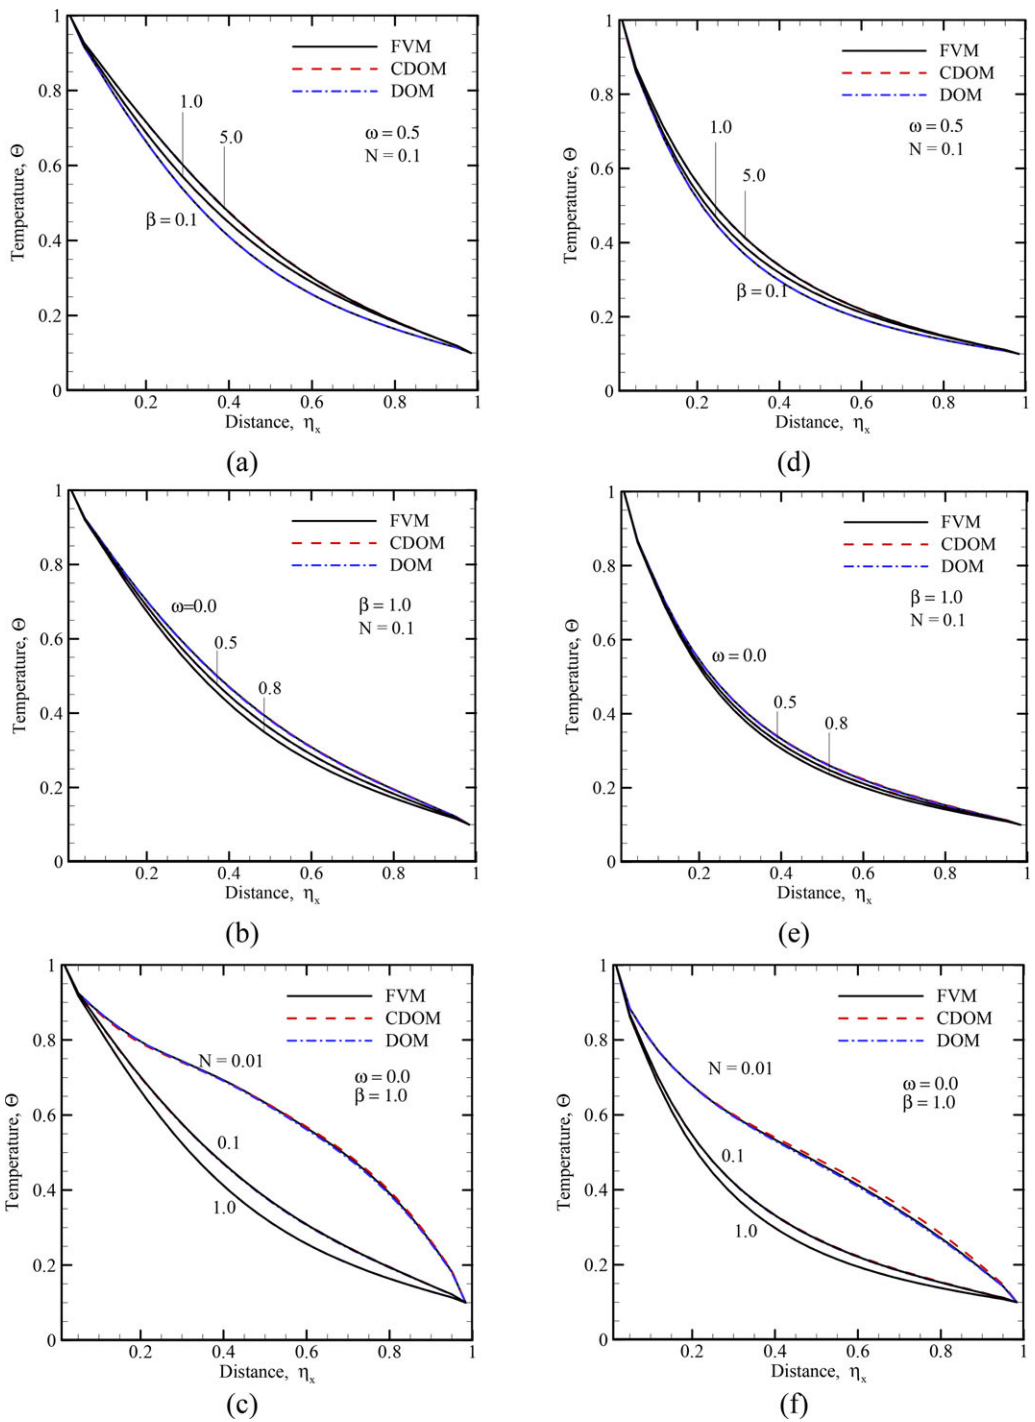 1
0.8
0.6
0.4
0.2
0
Temperature, Θ
FVM
CDOM
DOM
1.0
5.0
ω = 0.5
N = 0.1
β = 0.1
0.2
0.4
0.6
0.8
1
Distance, ηx
(a)
1
0.8
0.6
0.4
0.2
0
Temperature, Θ
FVM
CDOM
DOM
1.0
5.0
ω = 0.5
N = 0.1
β = 0.1
0.2
0.4
0.6
0.8
1
Distance, ηx
(d)
1
0.8
0.6
0.4
0.2
0
Temperature, Θ
FVM
CDOM
DOM
ω=0.0
0.5
0.8
β = 1.0
N = 0.1
0.2
0.4
0.6
0.8
1
Distance, ηx
(b)
1
0.8
0.6
0.4
0.2
0
Temperature, Θ
FVM
CDOM
DOM
β = 1.0
N = 0.1
ω = 0.0
0.5
0.8
0.2
0.4
0.6
0.8
1
Distance, ηx
(e)
1
0.8
0.6
0.4
0.2
0
Temperature, Θ
FVM
CDOM
DOM
N = 0.01
ω = 0.0
β = 1.0
0.1
1.0
0.2
0.4
0.6
0.8
1
Distance, ηx
(c)
1
0.8
0.6
0.4
0.2
0
Temperature, Θ
FVM
CDOM
DOM
N = 0.01
ω = 0.0
β = 1.0
0.1
1.0
0.2
0.4
0.6
0.8
1
Distance, ηx
(f)